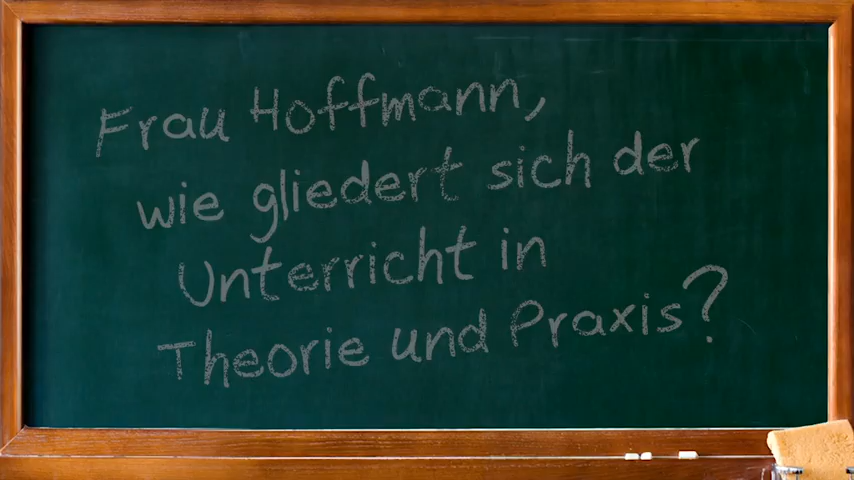 Frau Hoffmann,
wie gliedert sich der
Unterricht in
Theorie und Praxis?